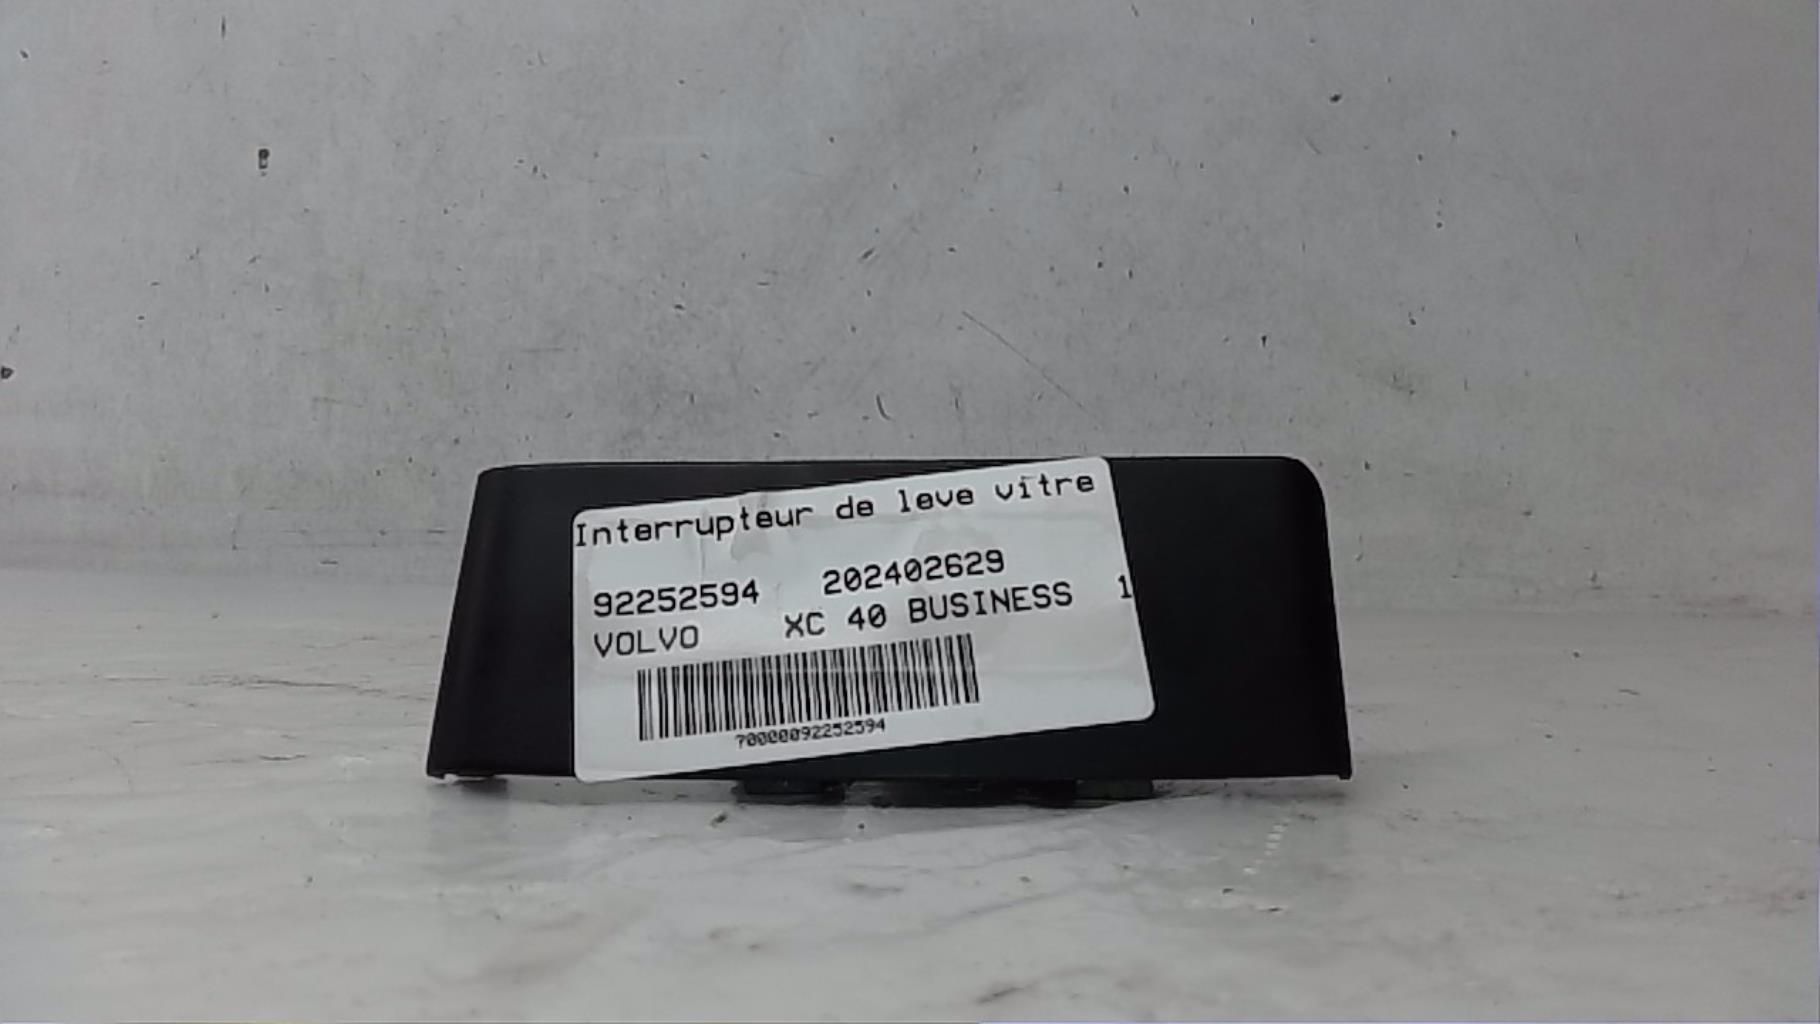 Interrupteur de leve vitre
92252594 202402629
VOLVO XC 40 BUSINESS 1
70000092252594